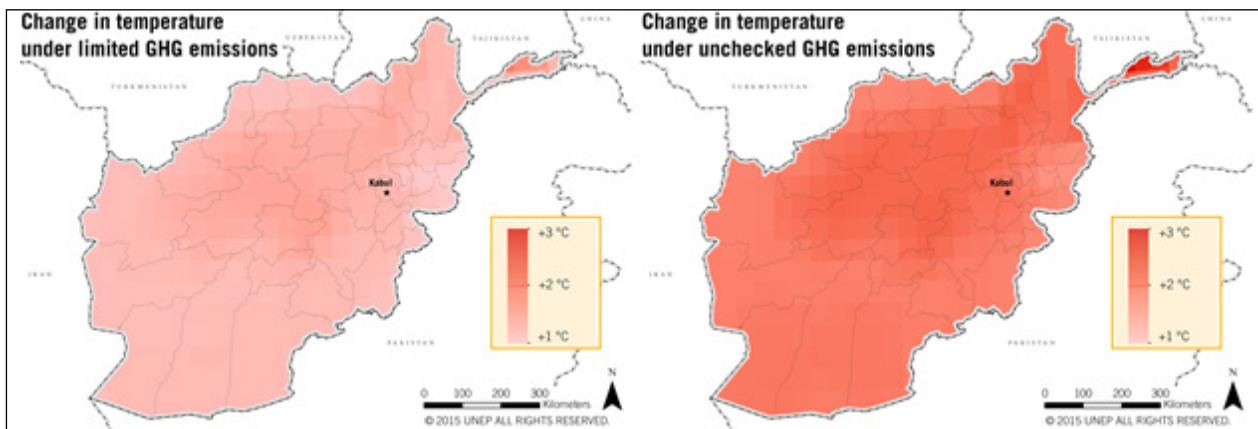 Change in temperature
under limited GHG emissions
UZBEKISTAN
TAJIKISTAN
CHINA
TURKMENISTAN
Kabul
+3 °C
+2 °C
+1 °C
IRAN
PAKISTAN
N
0 100 200 300
Kilometers
© 2015 UNEP ALL RIGHTS RESERVED.
Change in temperature
under unchecked GHG emissions
TAJIKISTAN
CHINA
TURKMENISTAN
Kabul
+3 °C
+2 °C
+1 °C
IRAN
PAKISTAN
N
0 100 200 300
Kilometers
© 2015 UNEP ALL RIGHTS RESERVED.